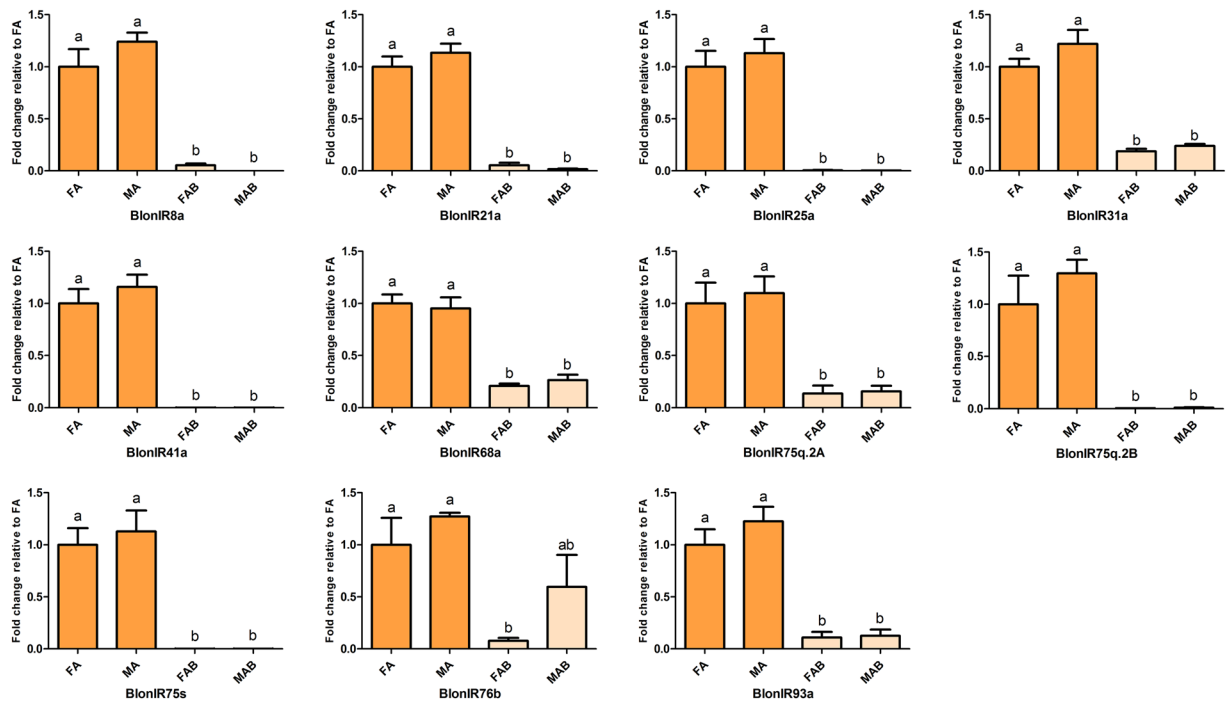 Fold change relative to FA
1.5
1.0
0.5
0.0
a
a
b
b
FA
MA
FAB
MAB
BlonIR8a
Fold change relative to FA
1.5
1.0
0.5
0.0
a
a
b
b
FA
MA
FAB
MAB
BlonIR21a
Fold change relative to FA
1.5
1.0
0.5
0.0
a
a
b
b
FA
MA
FAB
MAB
BlonIR25a
Fold change relative to FA
1.5
1.0
0.5
0.0
a
a
b
b
FA
MA
FAB
MAB
BlonIR31a
Fold change relative to FA
1.5
1.0
0.5
0.0
a
a
b
b
FA
MA
FAB
MAB
BlonIR41a
Fold change relative to FA
1.5
1.0
0.5
0.0
a
a
b
b
FA
MA
FAB
MAB
BlonIR68a
Fold change relative to FA
1.5
1.0
0.5
0.0
a
a
b
b
FA
MA
FAB
MAB
BlonIR75q.2A
Fold change relative to FA
1.5
1.0
0.5
0.0
a
a
b
b
FA
MA
FAB
MAB
BlonIR75q.2B
Fold change relative to FA
1.5
1.0
0.5
0.0
a
a
b
b
FA
MA
FAB
MAB
BlonIR75s
Fold change relative to FA
1.5
1.0
0.5
0.0
a
a
b
ab
FA
MA
FAB
MAB
BlonIR76b
Fold change relative to FA
1.5
1.0
0.5
0.0
a
a
b
b
FA
MA
FAB
MAB
BlonIR93a